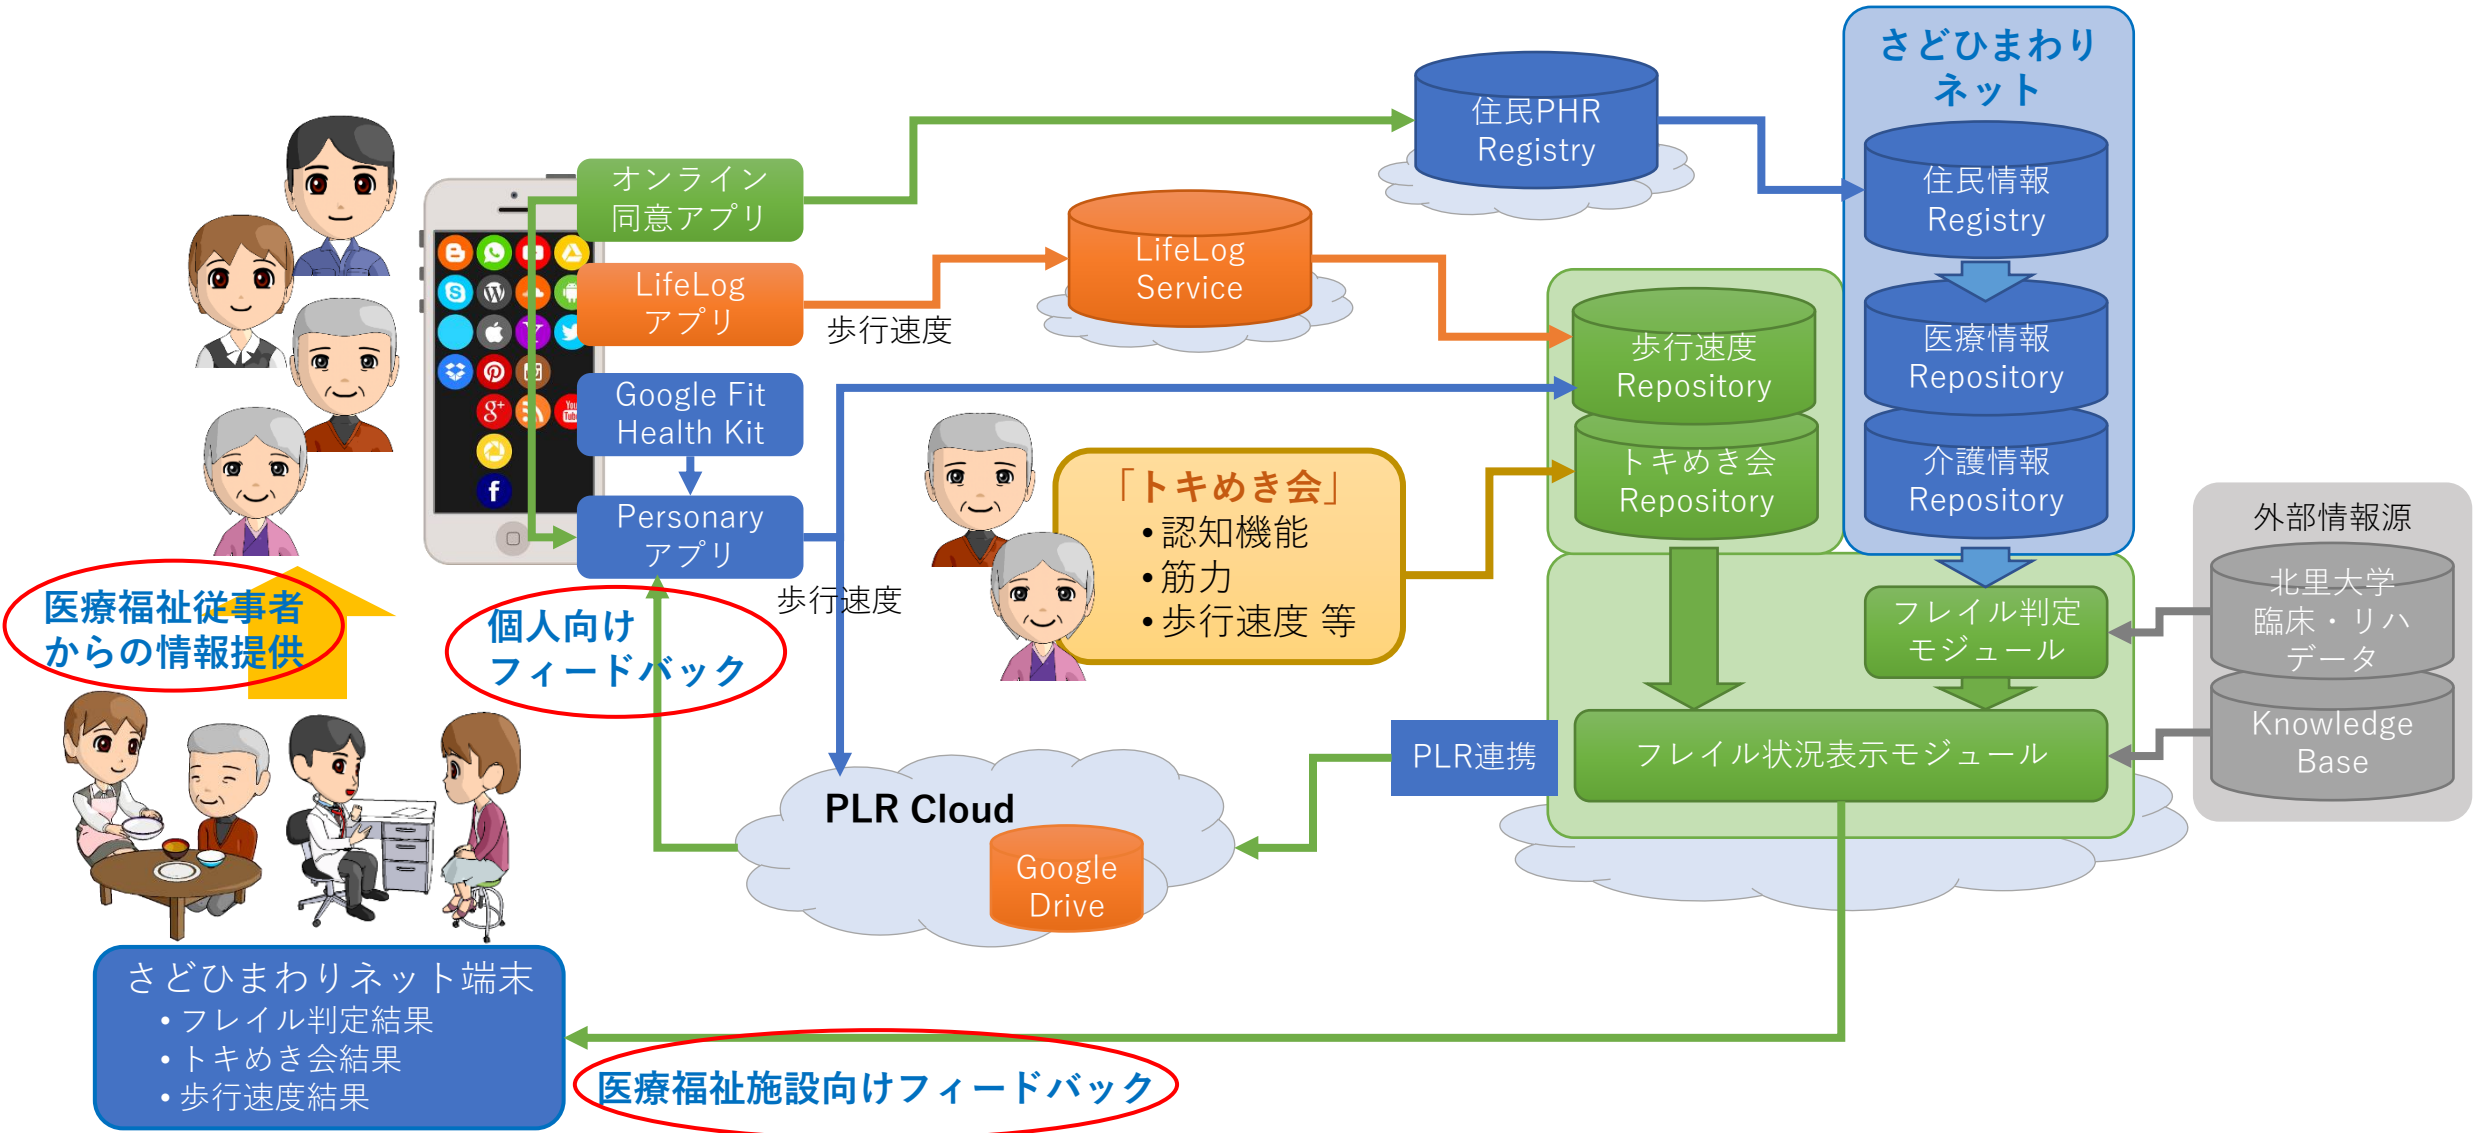 さどひまわり
ネット
住民PHR
Registry
住民情報
Registry
オンライン
同意アプリ
LifeLog
Service
LifeLog
アプリ
歩行速度
歩行速度
Repository
医療情報
Repository
Google Fit
Health Kit
トキめき会
Repository
介護情報
Repository
「トキめき会」
•認知機能
•筋力
•歩行速度 等
Personary
アプリ
歩行速度
外部情報源
北里大学
臨床・リハ
データ
Knowledge
Base
フレイル判定
モジュール
医療福祉従事者
からの情報提供
個人向け
フィードバック
PLR連携
フレイル状況表示モジュール
PLR Cloud
Google
Drive
さどひまわりネット端末
•フレイル判定結果
•トキめき会結果
•歩行速度結果
医療福祉施設向けフィードバック